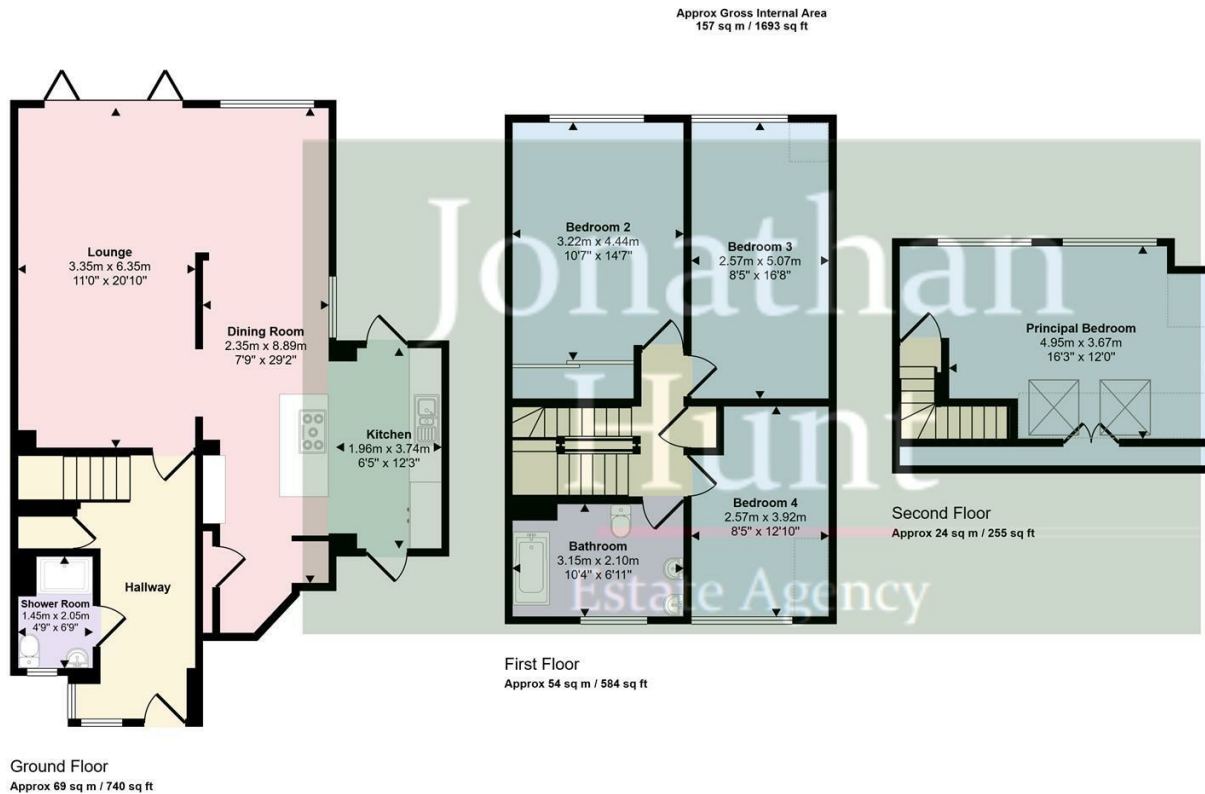 Approx Gross Internal Area
157 sq m / 1693 sq ft
Lounge
3.35m x 6.35m
11'0" x 20'10"
Dining Room
2.35m x 8.89m
7'9" x 29'2"
Kitchen
1.96m x 3.74m
6'5" x 12'3"
Hallway
Shower Room
1.45m x 2.05m
4'9" x 6'9"
Ground Floor
Approx 69 sq m / 740 sq ft
Bedroom 2
3.22m x 4.44m
10'7" x 14'7"
Bedroom 3
2.57m x 5.07m
8'5" x 16'8"
Bedroom 4
2.57m x 3.92m
8'5" x 12'10"
Bathroom
3.15m x 2.10m
10'4" x 6'11"
First Floor
Approx 54 sq m / 584 sq ft
Principal Bedroom
4.95m x 3.67m
16'3" x 12'0"
Second Floor
Approx 24 sq m / 255 sq ft
Jonathan
Hunt
Estate Agency